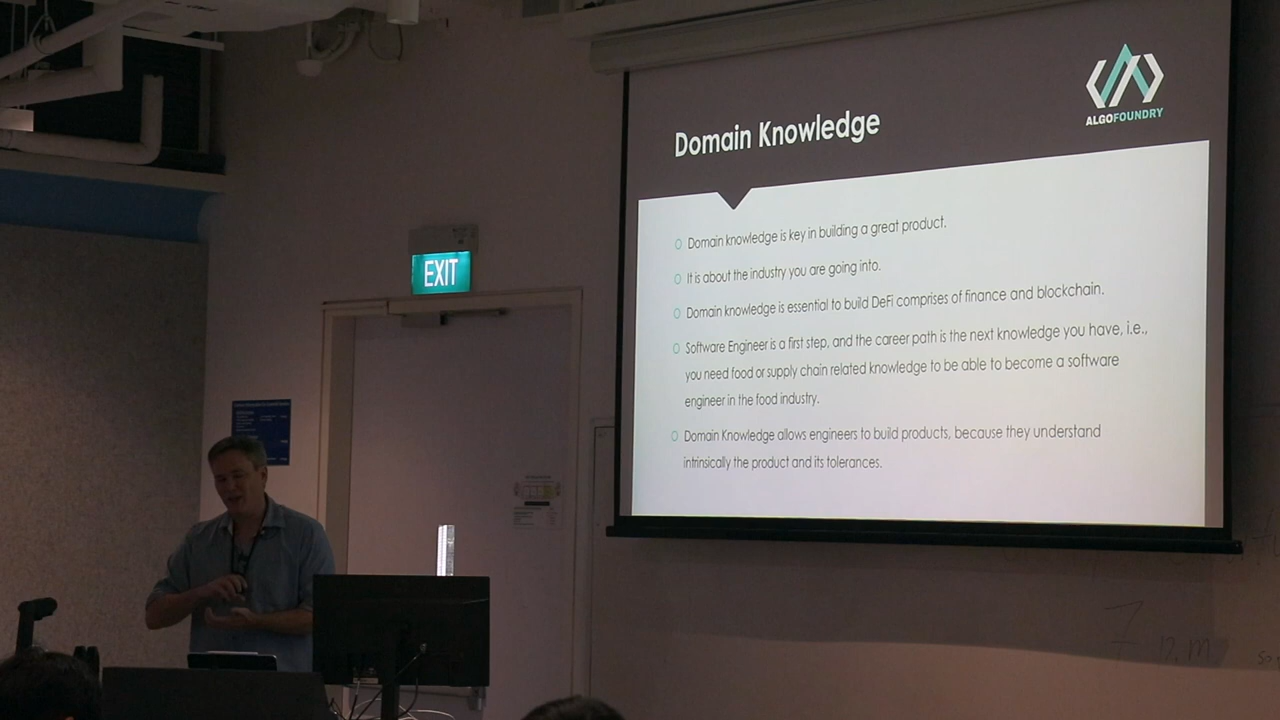 ALGOFOUNDRY
Domain Knowledge
Domain knowledge is key in building a great product.
It is about the industry you are going into.
Domain knowledge is essential to build DeFi comprises of finance and blockchain.
Software Engineer is a first step, and the career path is the next knowledge you have, i.e.,
you need food or supply chain related knowledge to be able to become a software
engineer in the food industry.
Domain Knowledge allows engineers to build products, because they understand
intrinsically the product and its tolerances.
EXIT